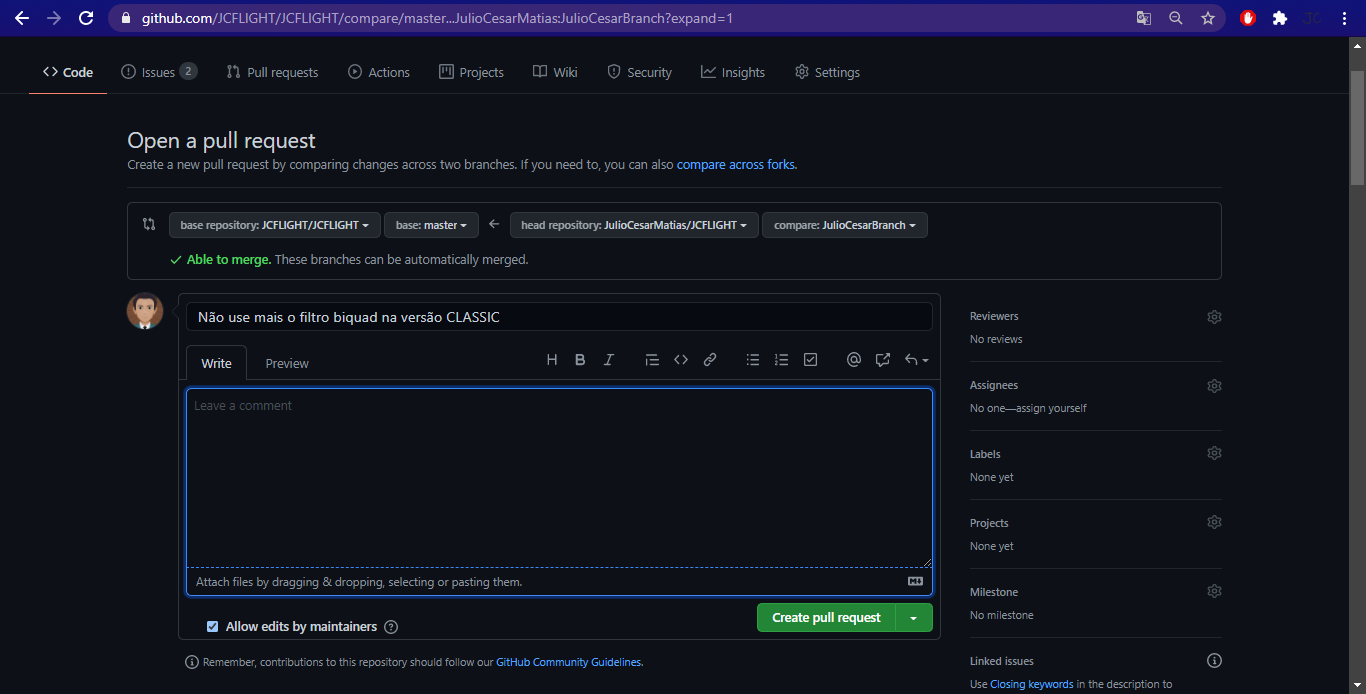 github.com/JCFLIGHT/JCFLIGHT/compare/master...JulioCesarMatias:JulioCesarBranch?expand=1
JC
Code Issues 2 Pull requests Actions Projects Wiki Security Insights Settings
Open a pull request
Create a new pull request by comparing changes across two branches. If you need to, you can also compare across forks.
base repository: JCFLIGHT/JCFLIGHT base: master head repository: JulioCesarMatias/JCFLIGHT compare: JulioCesarBranch
Able to merge. These branches can be automatically merged.
Não use mais o filtro biquad na versão CLASSIC
Write Preview
Leave a comment
Attach files by dragging & dropping, selecting or pasting them.
Allow edits by maintainers
Create pull request
Remember, contributions to this repository should follow our GitHub Community Guidelines.
Reviewers
No reviews
Assignees
No one—assign yourself
Labels
None yet
Projects
None yet
Milestone
No milestone
Linked issues
Use Closing keywords in the description to